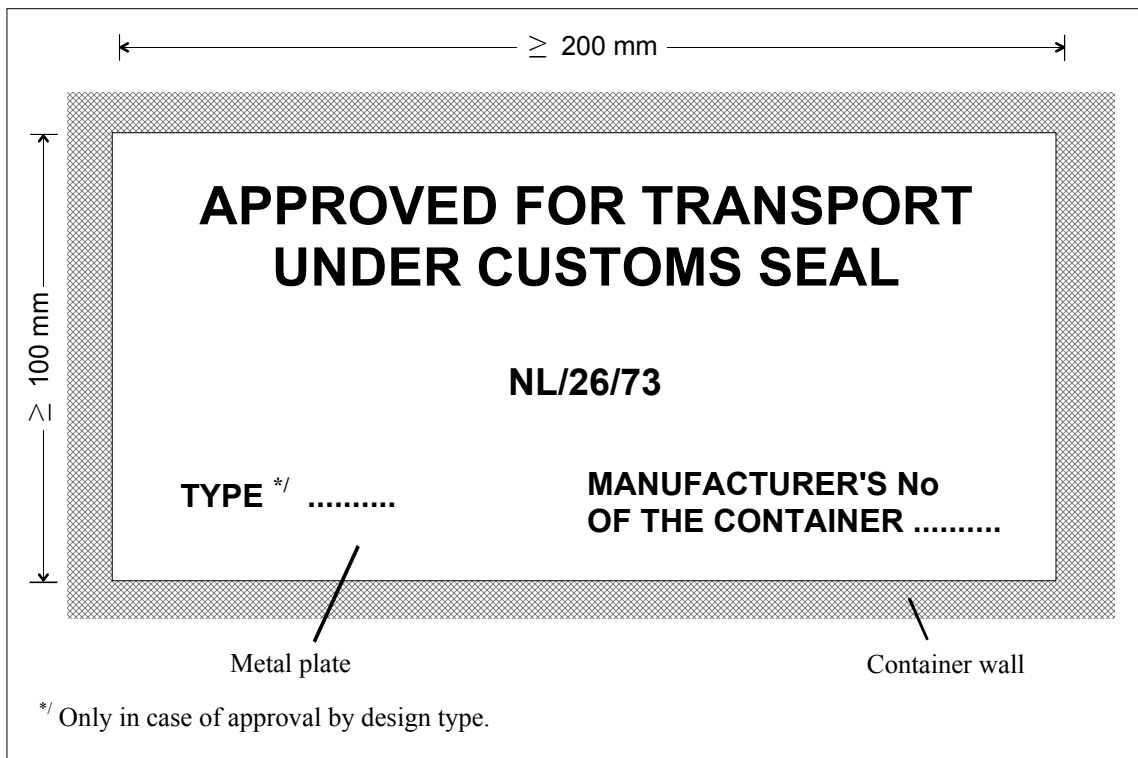 ≥ 200 mm
≥ 100 mm
APPROVED FOR TRANSPORT
UNDER CUSTOMS SEAL
NL/26/73
TYPE */ ..........
MANUFACTURER'S No
OF THE CONTAINER ..........
Metal plate
Container wall
*/ Only in case of approval by design type.